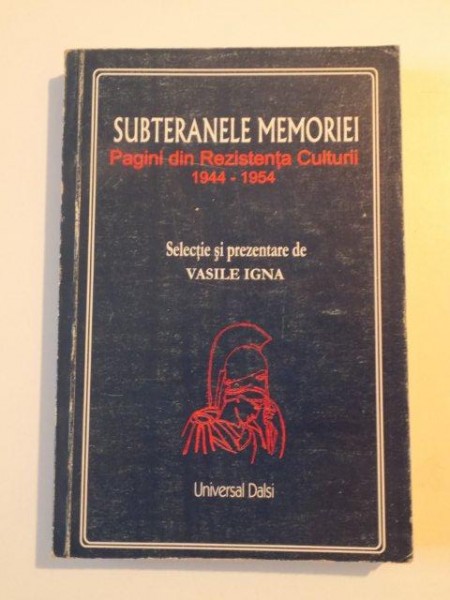 SUBTERANELE MEMORIEI
Pagini din Rezistența Culturii
1944 - 1954
Selecție și prezentare de
VASILE IGNA
Universal Dalsi